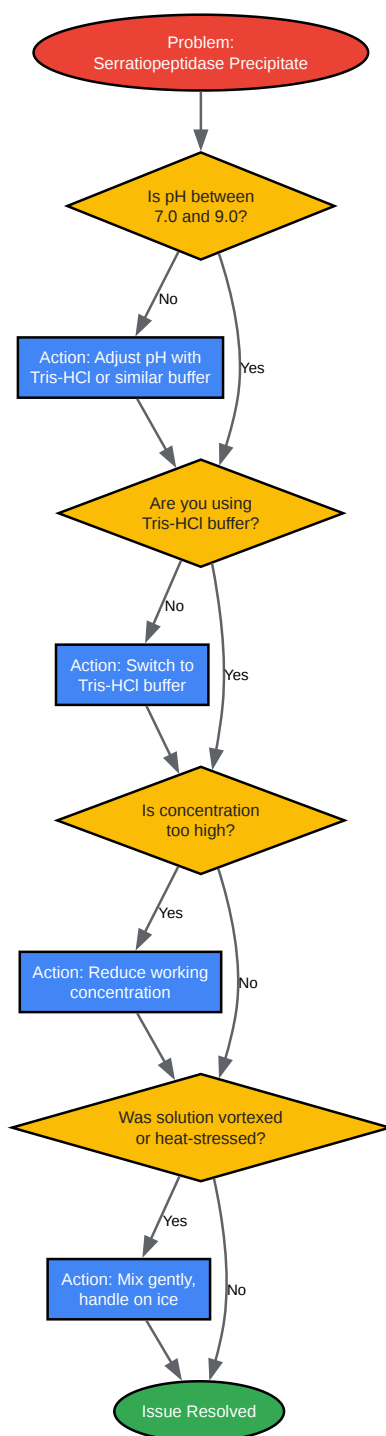 Problem:
Serratiopeptidase Precipitate
Is pH between
7.0 and 9.0?
No
Action: Adjust pH with
Tris-HCl or similar buffer
Yes
Are you using
Tris-HCl buffer?
No
Action: Switch to
Tris-HCl buffer
Yes
Is concentration
too high?
Yes
Action: Reduce working
concentration
No
Was solution vortexed
or heat-stressed?
Yes
Action: Mix gently,
handle on ice
No
Issue Resolved